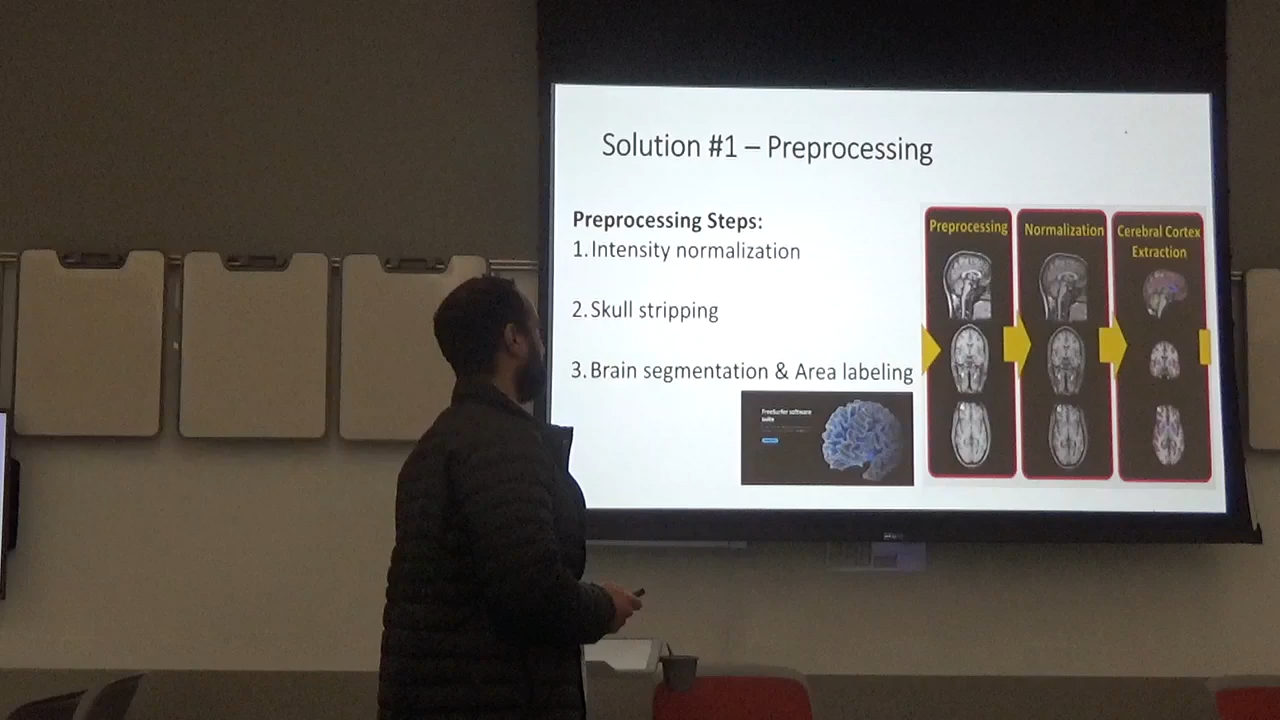 Solution #1 – Preprocessing
Preprocessing Steps:
1. Intensity normalization
2. Skull stripping
3. Brain segmentation & Area labeling
FreeSurfer software
suite
Preprocessing
Normalization
Cerebral Cortex
Extraction